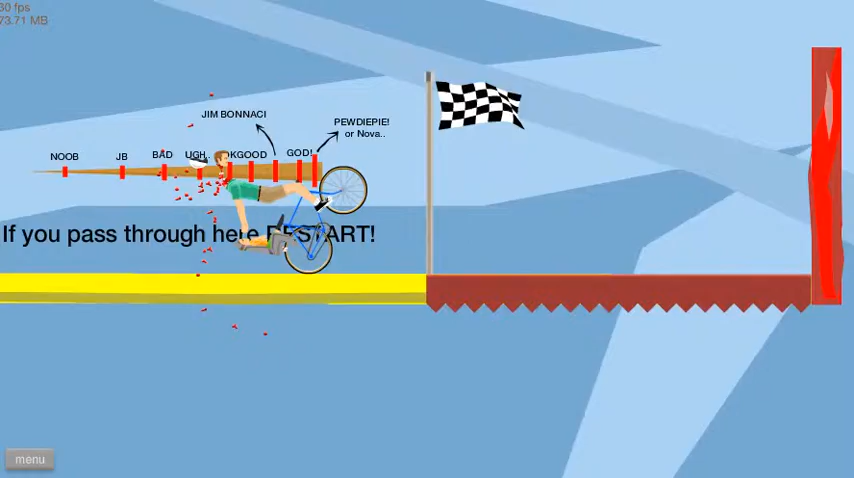 30 fps
73.71 MB
JIM BONNACI
PEWDIEPIE!
or Nova..
NOOB
JB
BAD
UGH..
KGOOD
GOD!
If you pass through here RESTART!
menu